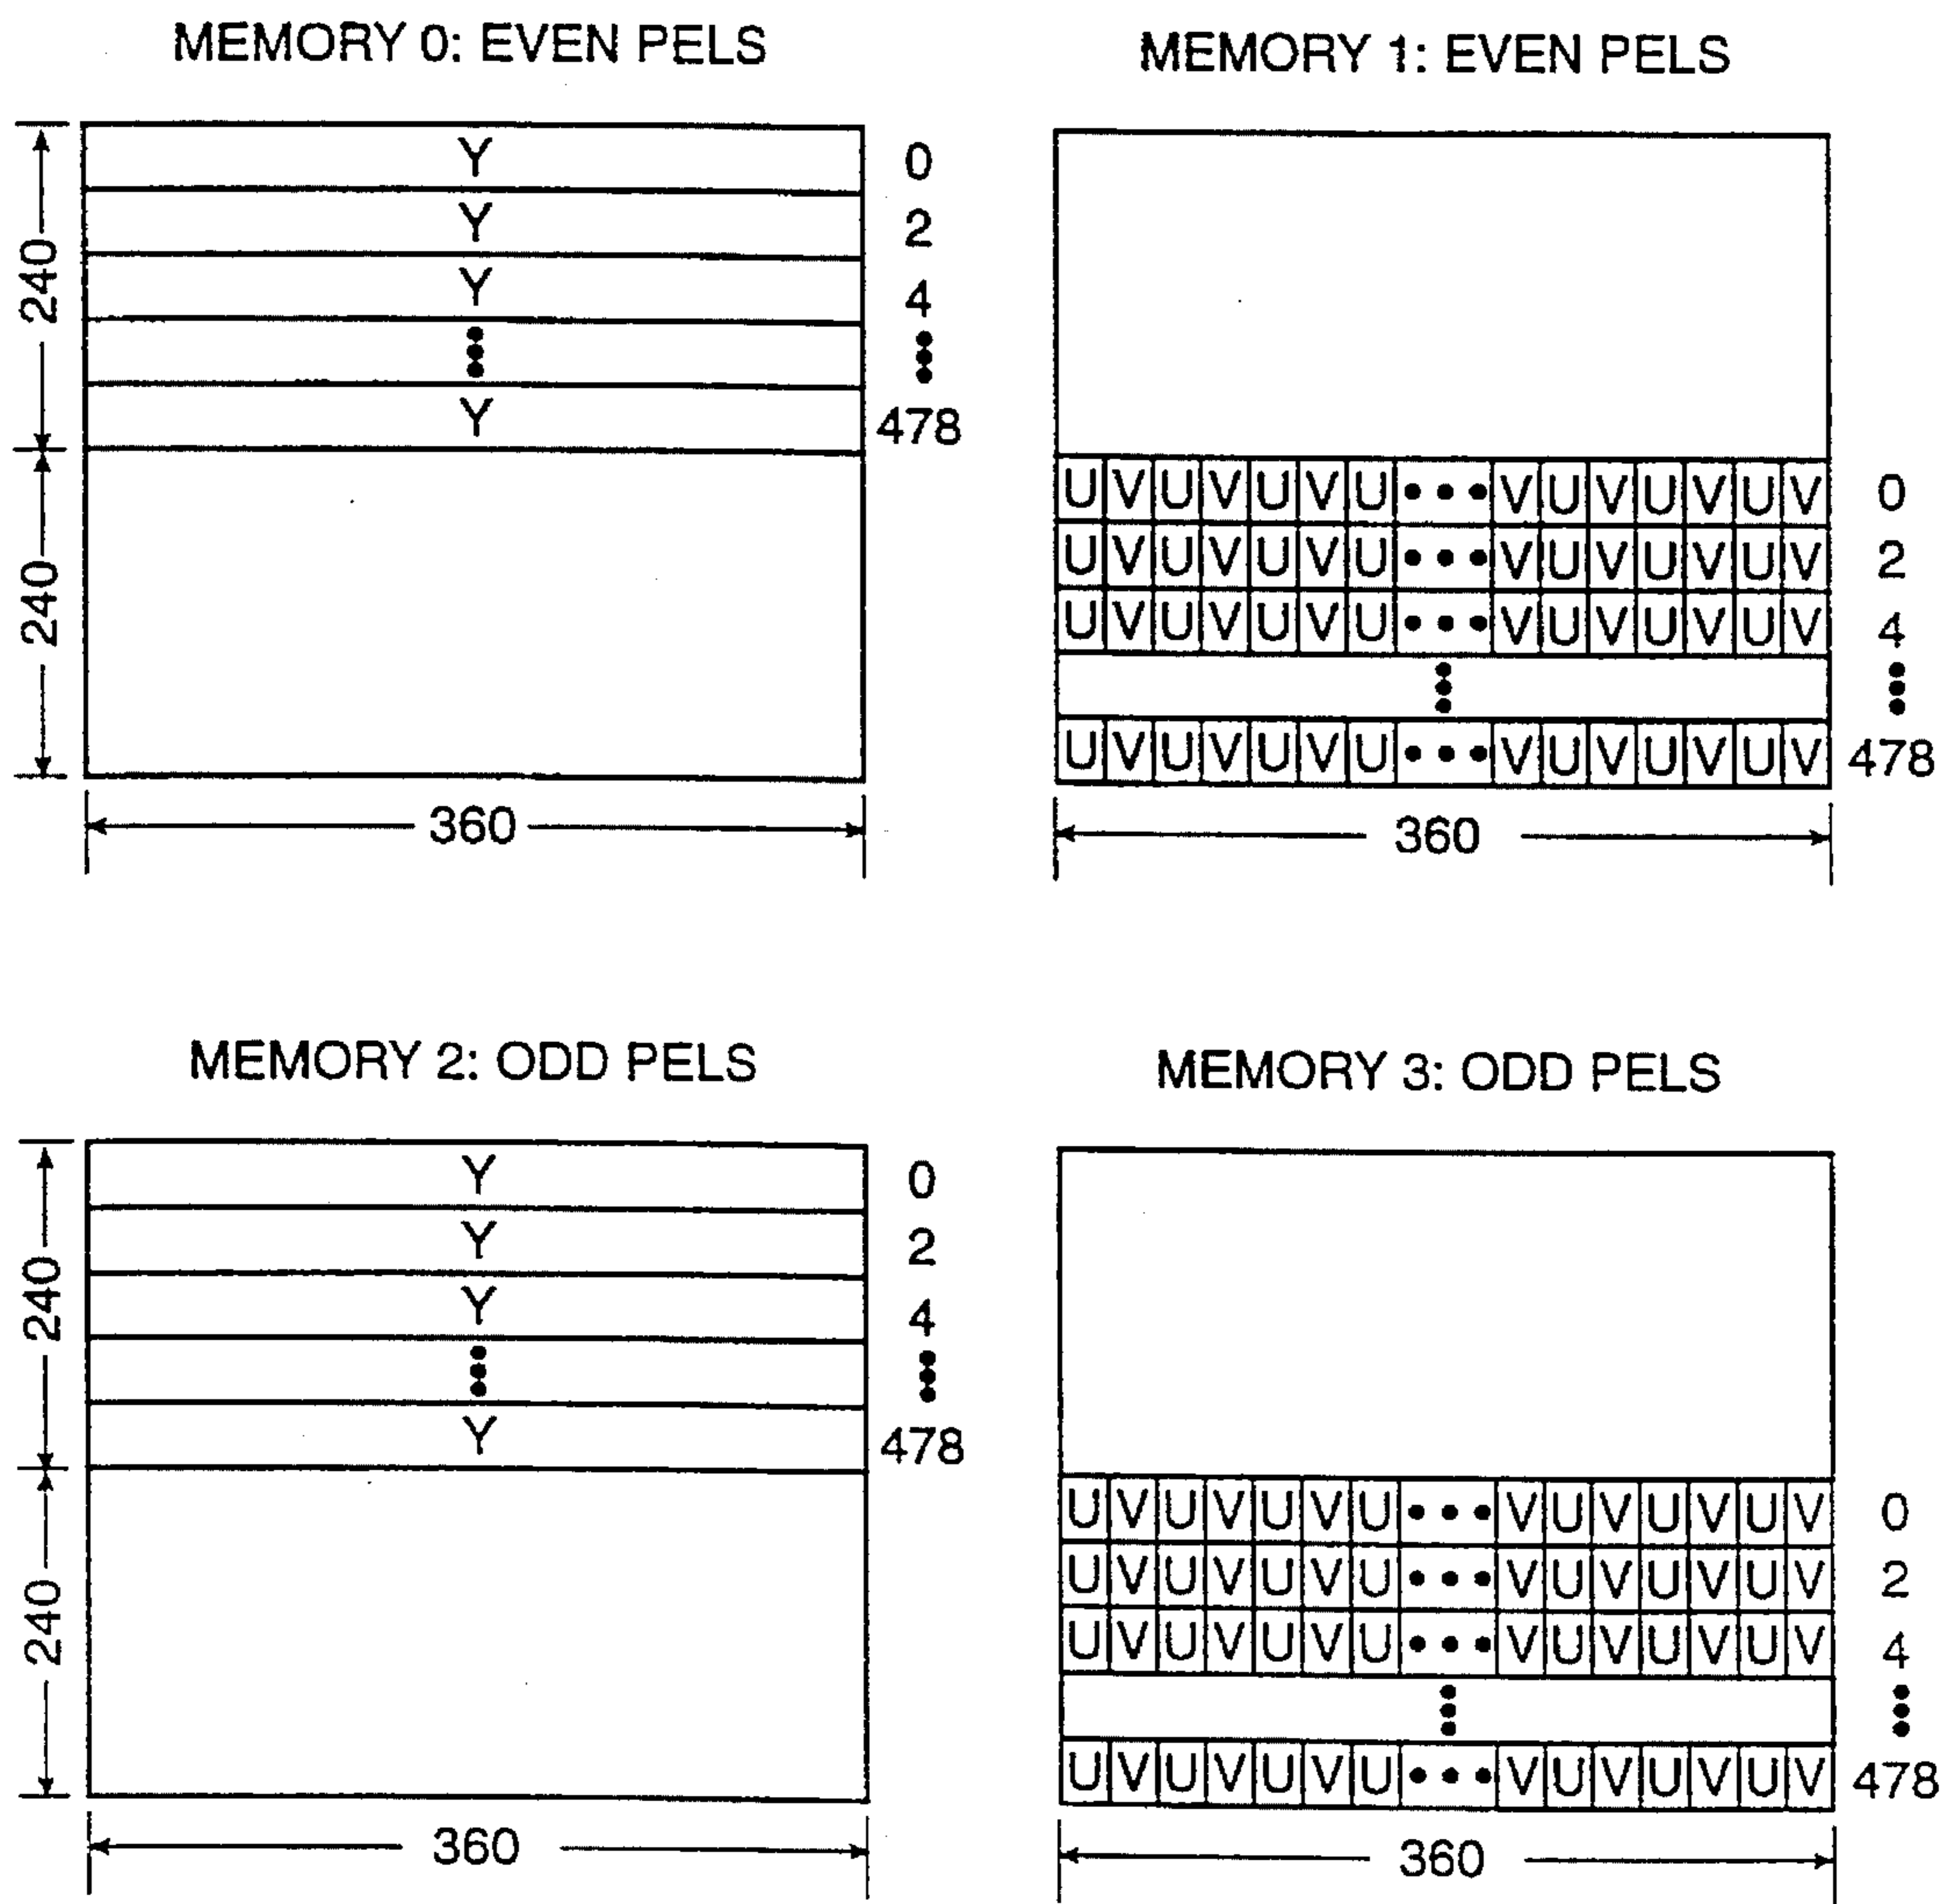 MEMORY 0: EVEN PELS
Y 0
Y 2
Y 4
Y 478
240
240
360
MEMORY 1: EVEN PELS
U V U V U V U ••• V U V U V U V 0
U V U V U V U ••• V U V U V U V 2
U V U V U V U ••• V U V U V U V 4
U V U V U V U ••• V U V U V U V 478
360
MEMORY 2: ODD PELS
Y 0
Y 2
Y 4
Y 478
240
240
360
MEMORY 3: ODD PELS
U V U V U V U ••• V U V U V U V 0
U V U V U V U ••• V U V U V U V 2
U V U V U V U ••• V U V U V U V 4
U V U V U V U ••• V U V U V U V 478
360